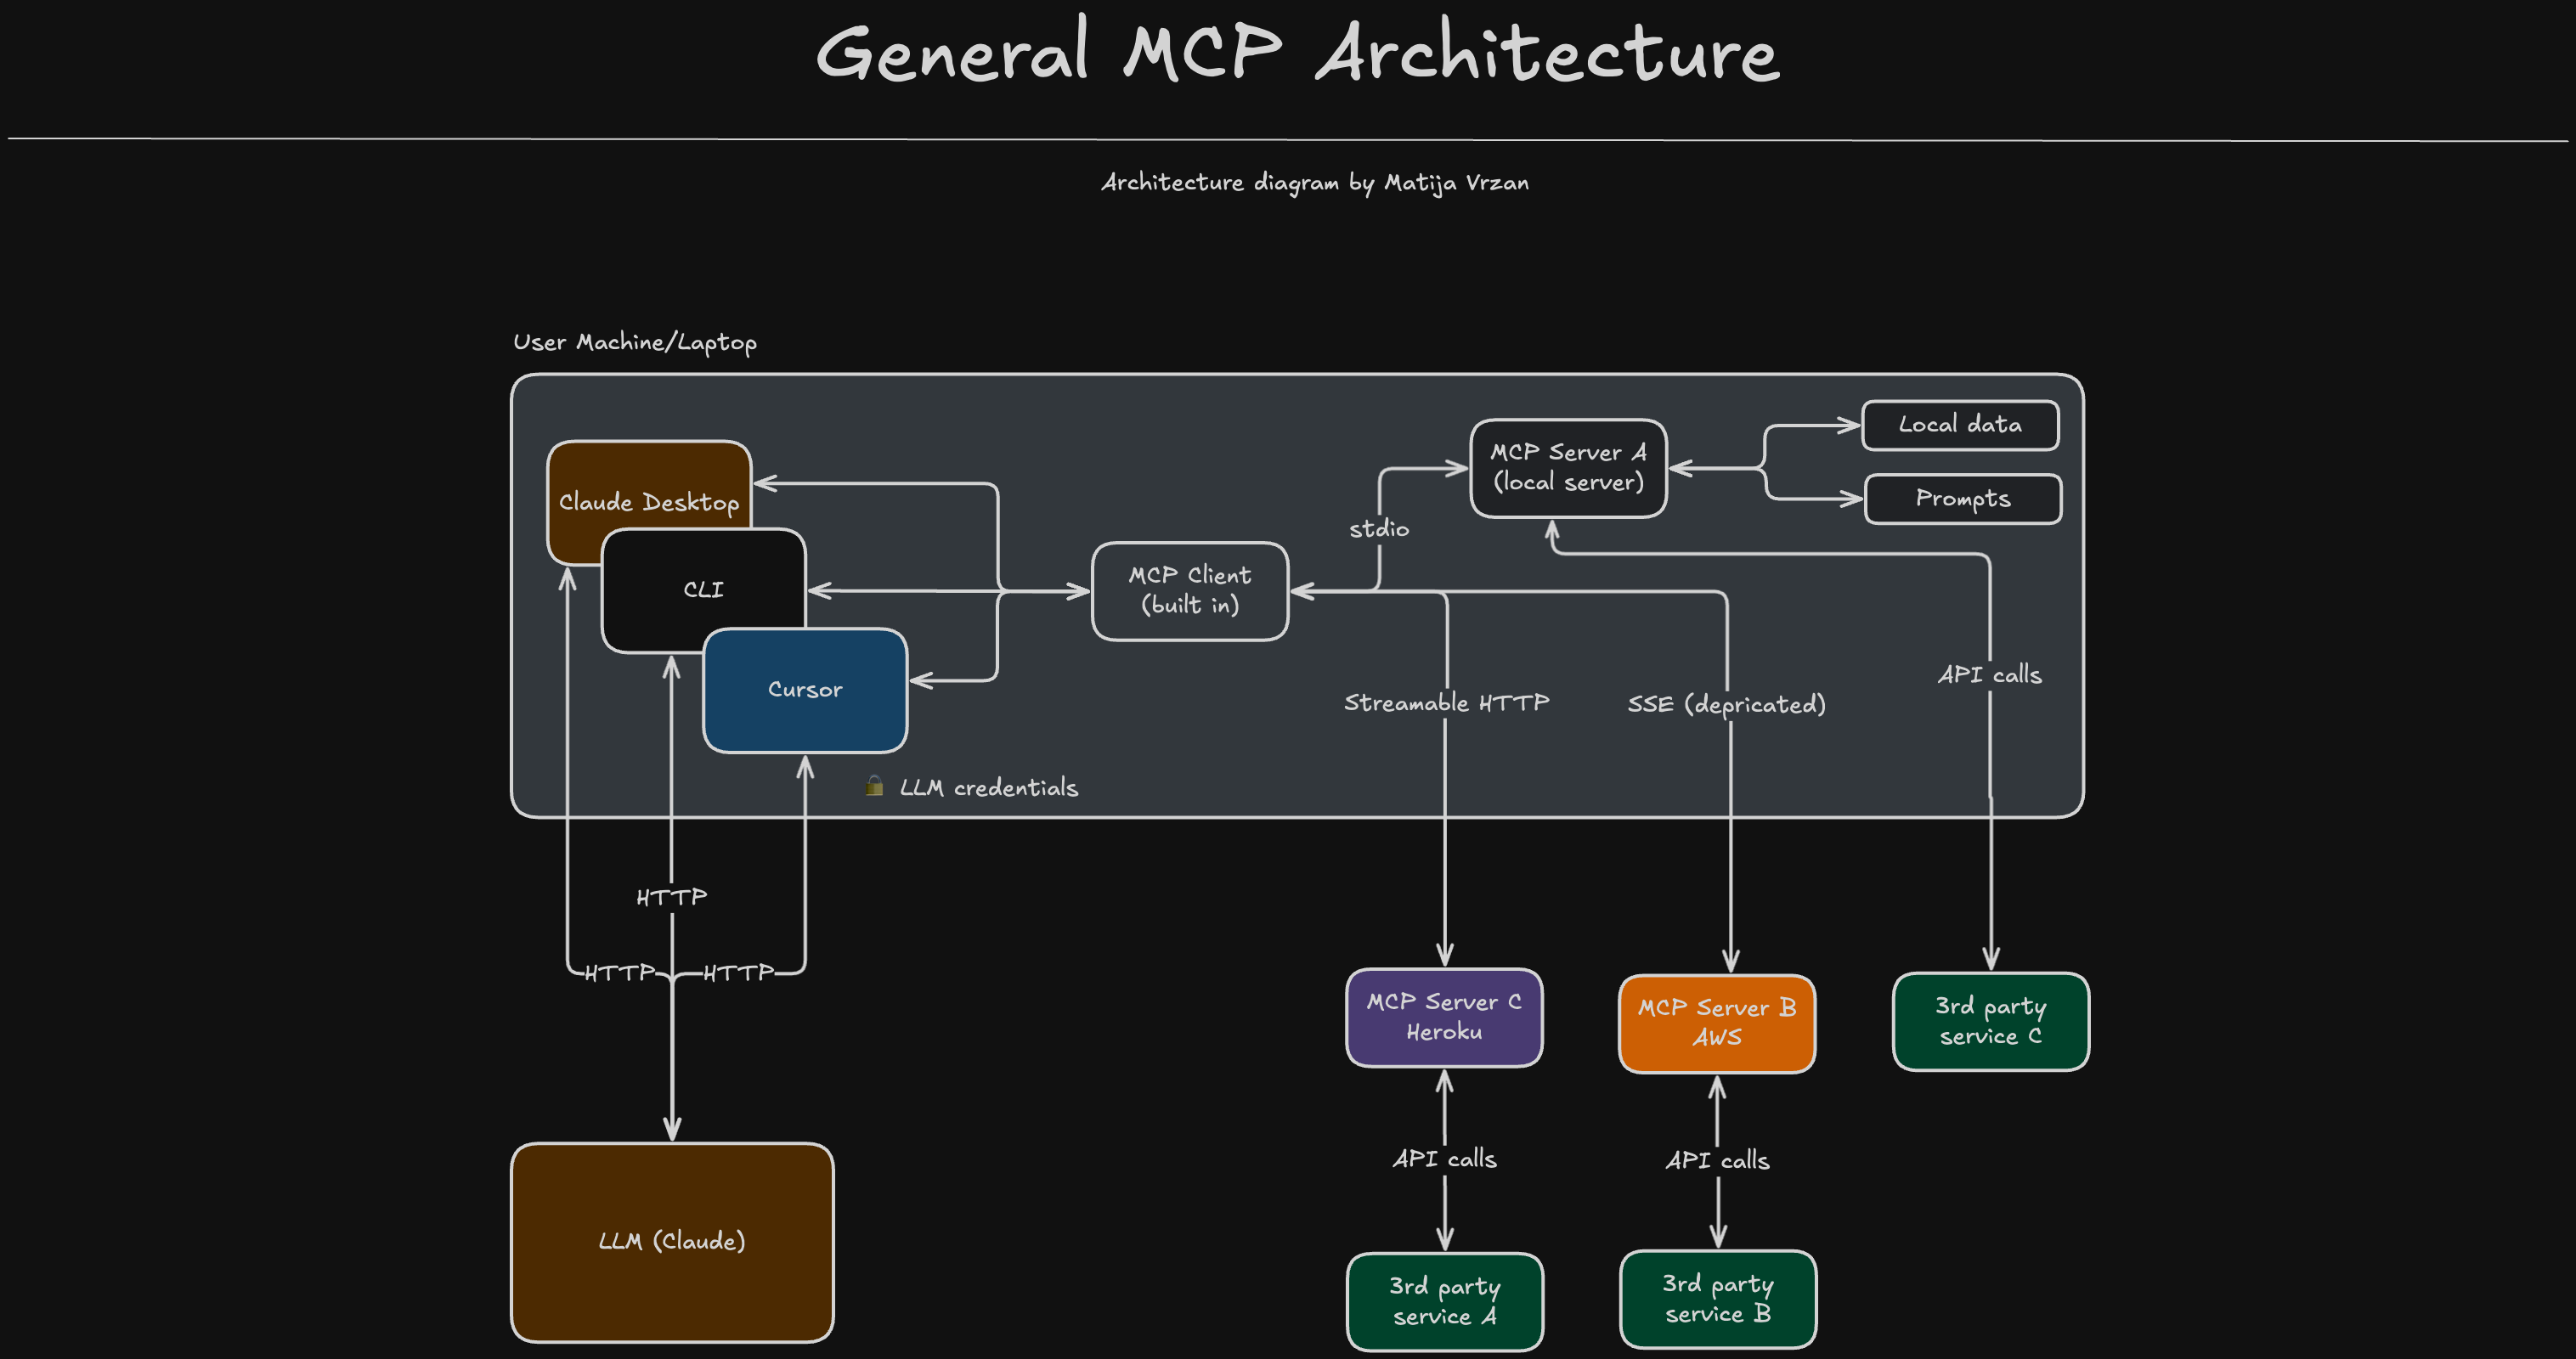 General MCP Architecture
Architecture diagram by Matija Vrzan
User Machine/Laptop
Claude Desktop
CLI
Cursor
LLM credentials
MCP Client
(built in)
stdio
MCP Server A
(local server)
Local data
Prompts
Streamable HTTP
SSE (depricated)
API calls
HTTP
HTTP
HTTP
LLM (Claude)
MCP Server C
Heroku
MCP Server B
AWS
3rd party
service C
API calls
API calls
3rd party
service A
3rd party
service B